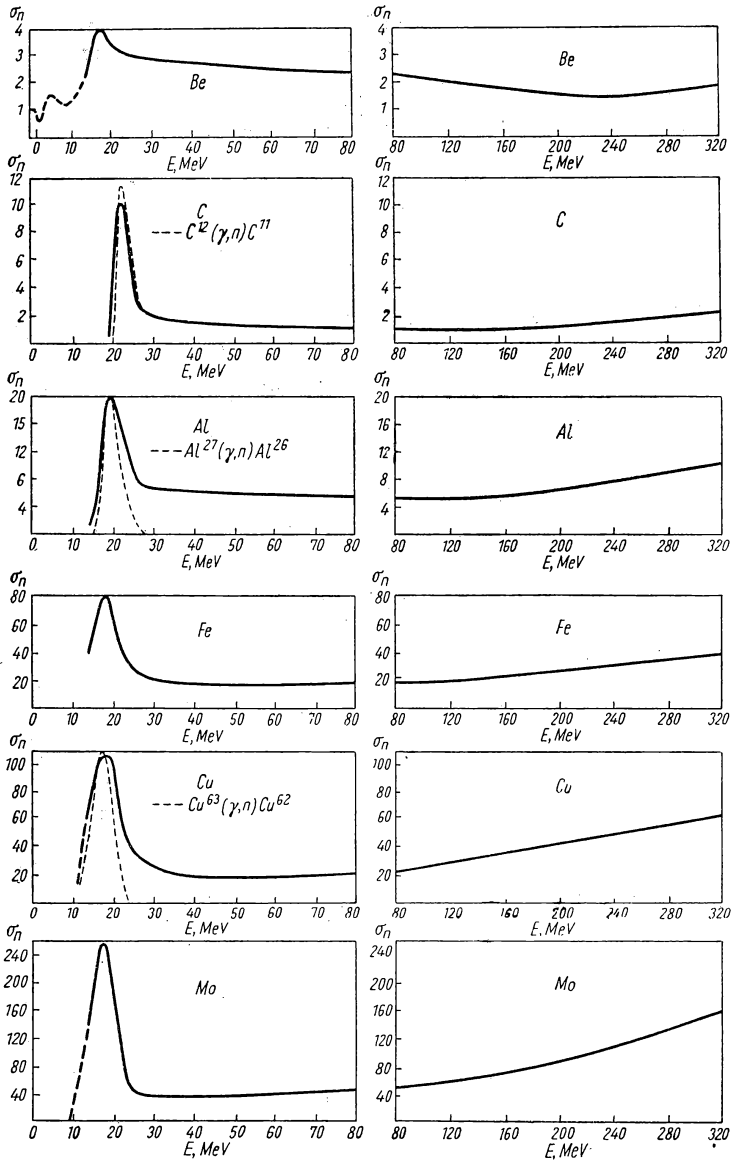 σn
4
3
2
1
Be
0 1 10 20 30 40 50 60 70 80
E, MeV
σn
4
3
2
1
Be
80 120 160 200 240 280 320
E, MeV
σn
12
10
8
6
4
2
C
--- C¹²(γ,n)C¹¹
0 10 20 30 40 50 60 70 80
E, MeV
σn
12
10
8
6
4
2
C
80 120 160 200 240 280 320
E, MeV
σn
20
15
12
6
4
Al
--- Al²⁷(γ,n)Al²⁶
0 10 20 30 40 50 60 70 80
E, MeV
σn
20
16
12
8
4
Al
80 120 160 200 240 280 320
E, MeV
σn
80
60
40
20
Fe
0 10 20 30 40 50 60 70 80
E, MeV
σn
80
60
40
20
Fe
80 120 160 200 240 280 320
E, MeV
σn
100
80
60
40
20
Cu
--- Cu⁶³(γ,n)Cu⁶²
0 10 20 30 40 50 60 70 80
E, MeV
σn
100
80
60
40
20
Cu
80 120 160 200 240 280 320
E, MeV
σn
240
200
160
120
80
40
Mo
0 10 20 30 40 50 60 70 80
E, MeV
σn
240
200
160
120
80
40
Mo
80 120 160 200 240 280 320
E, MeV